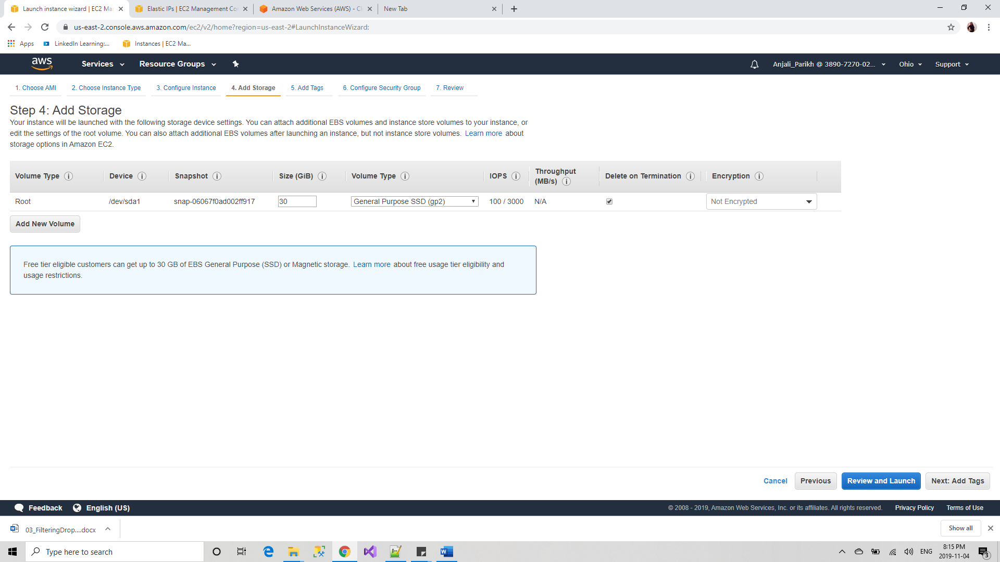 Launch instance wizard | EC2 Ma
Elastic IPs | EC2 Management Co
Amazon Web Services (AWS) - Cl
New Tab
us-east-2.console.aws.amazon.com/ec2/v2/home?region=us-east-2#LaunchInstanceWizard:
Apps
LinkedIn Learning:...
Instances | EC2 Ma...
aws
Services
Resource Groups
Anjali_Parikh @ 3890-7270-02...
Ohio
Support
1. Choose AMI
2. Choose Instance Type
3. Configure Instance
4. Add Storage
5. Add Tags
6. Configure Security Group
7. Review
Step 4: Add Storage
Your instance will be launched with the following storage device settings. You can attach additional EBS volumes and instance store volumes to your instance, or
edit the settings of the root volume. You can also attach additional EBS volumes after launching an instance, but not instance store volumes. Learn more about
storage options in Amazon EC2.
Volume Type
Device
Snapshot
Size (GiB)
Volume Type
IOPS
Throughput
(MB/s)
Delete on Termination
Encryption
Root
/dev/sda1
snap-06067f0ad002ff917
30
General Purpose SSD (gp2)
100 / 3000
N/A
Not Encrypted
Add New Volume
Free tier eligible customers can get up to 30 GB of EBS General Purpose (SSD) or Magnetic storage. Learn more about free usage tier eligibility and
usage restrictions.
Cancel
Previous
Review and Launch
Next: Add Tags
Feedback
English (US)
© 2008 - 2019, Amazon Web Services, Inc. or its affiliates. All rights reserved.
Privacy Policy
Terms of Use
03_FilteringDrop....docx
Show all
Type here to search
ENG
8:15 PM
2019-11-04
3